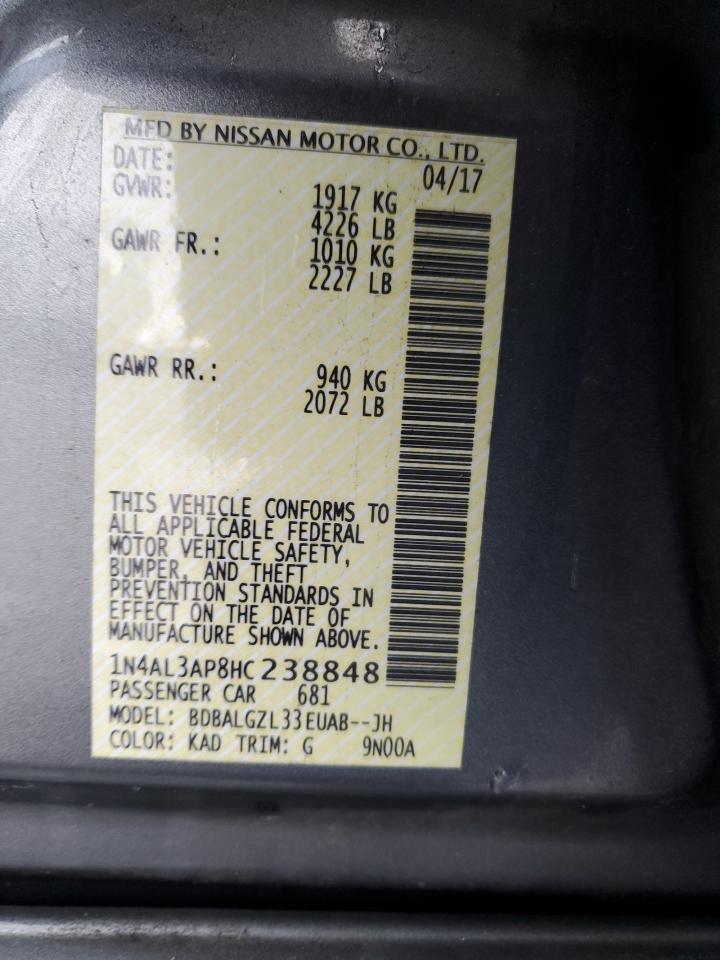 MFD BY NISSAN MOTOR CO., LTD.
DATE: 04/17
GVWR: 1917 KG
4226 LB
GAWR FR.: 1010 KG
2227 LB
GAWR RR.: 940 KG
2072 LB
THIS VEHICLE CONFORMS TO
ALL APPLICABLE FEDERAL
MOTOR VEHICLE SAFETY,
BUMPER, AND THEFT
PREVENTION STANDARDS IN
EFFECT ON THE DATE OF
MANUFACTURE SHOWN ABOVE.
1N4AL3AP8HC238848
PASSENGER CAR 681
MODEL: BDBALGZL33EUAB--JH
COLOR: KAD TRIM: G 9N00A